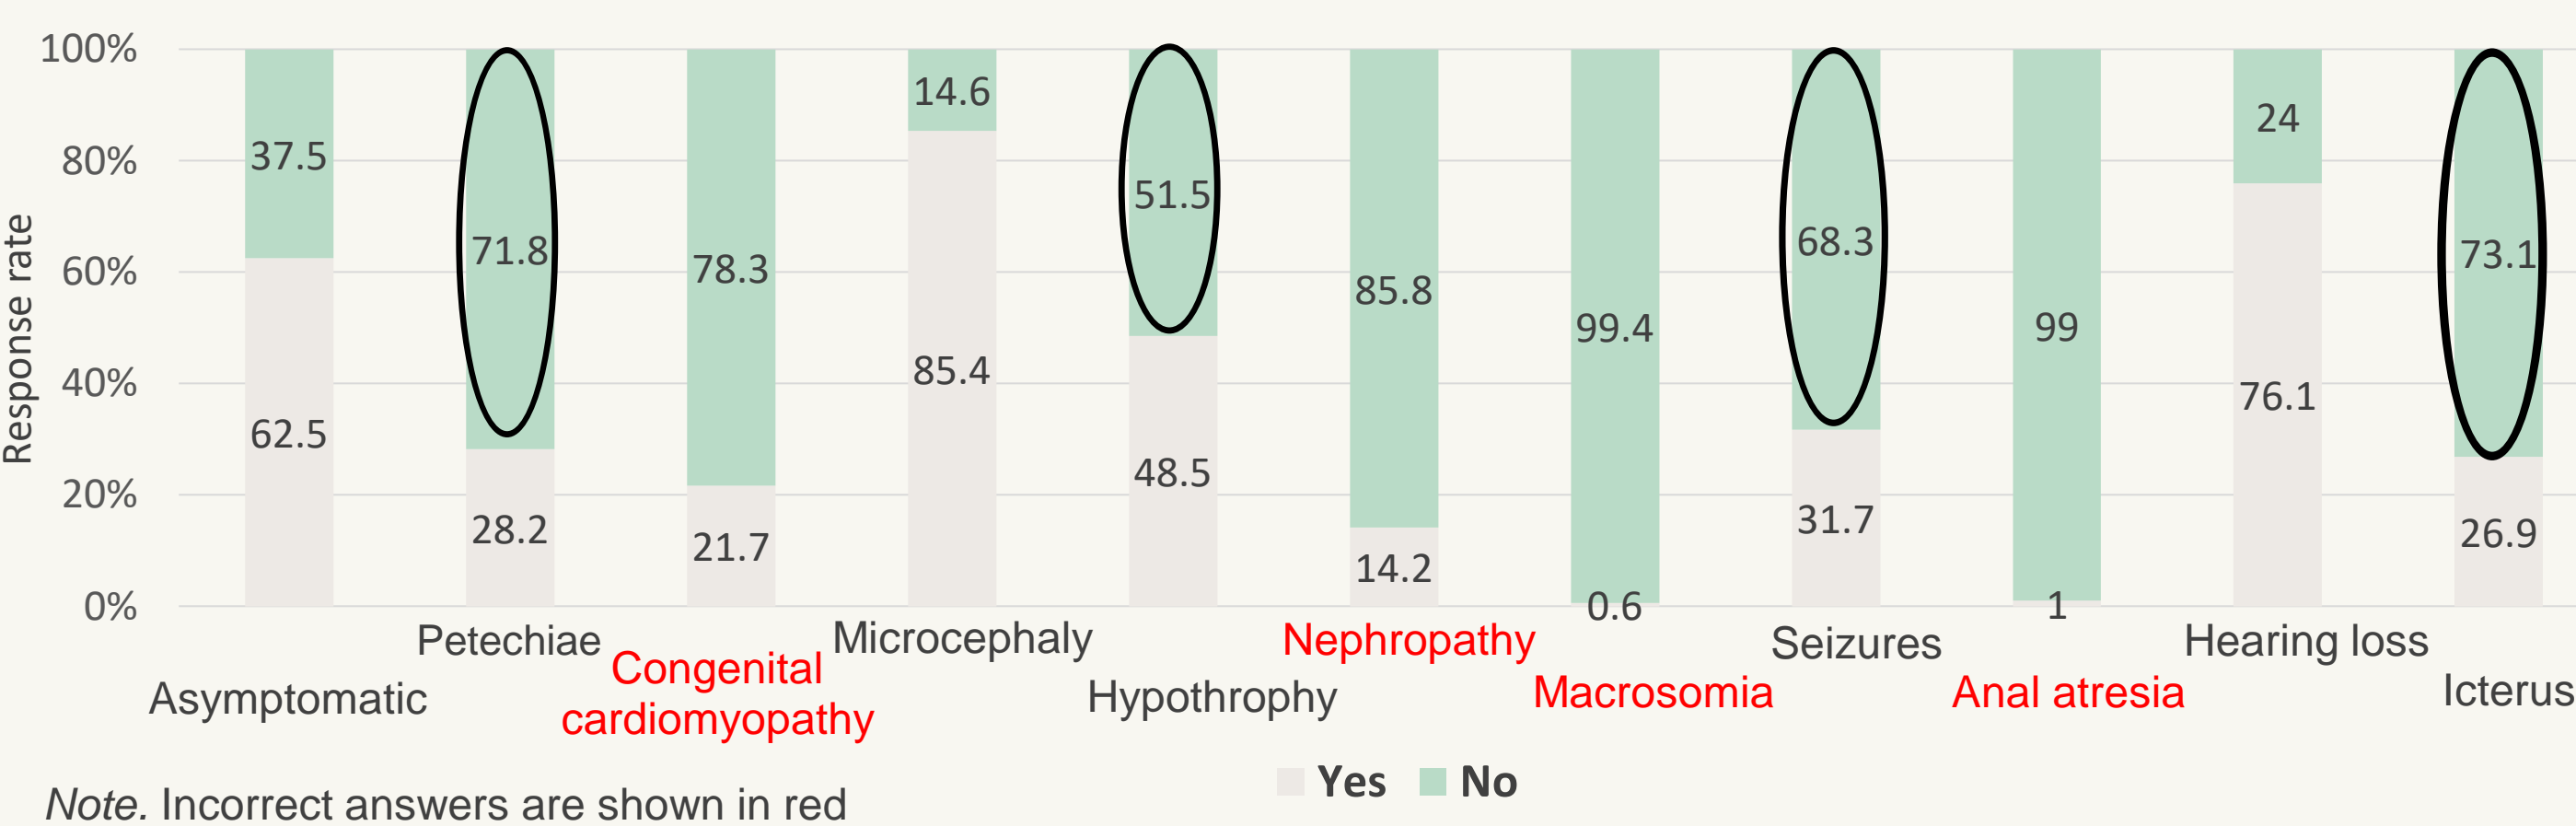 Response rate
100%
80%
60%
40%
20%
0%
37.5
62.5
71.8
28.2
78.3
21.7
14.6
85.4
51.5
48.5
85.8
14.2
99.4
0.6
68.3
31.7
99
1
24
76.1
73.1
26.9
Asymptomatic
Petechiae
Congenital
cardiomyopathy
Microcephaly
Hypothrophy
Nephropathy
Macrosomia
Seizures
Anal atresia
Hearing loss
Icterus
Yes No
Note. Incorrect answers are shown in red